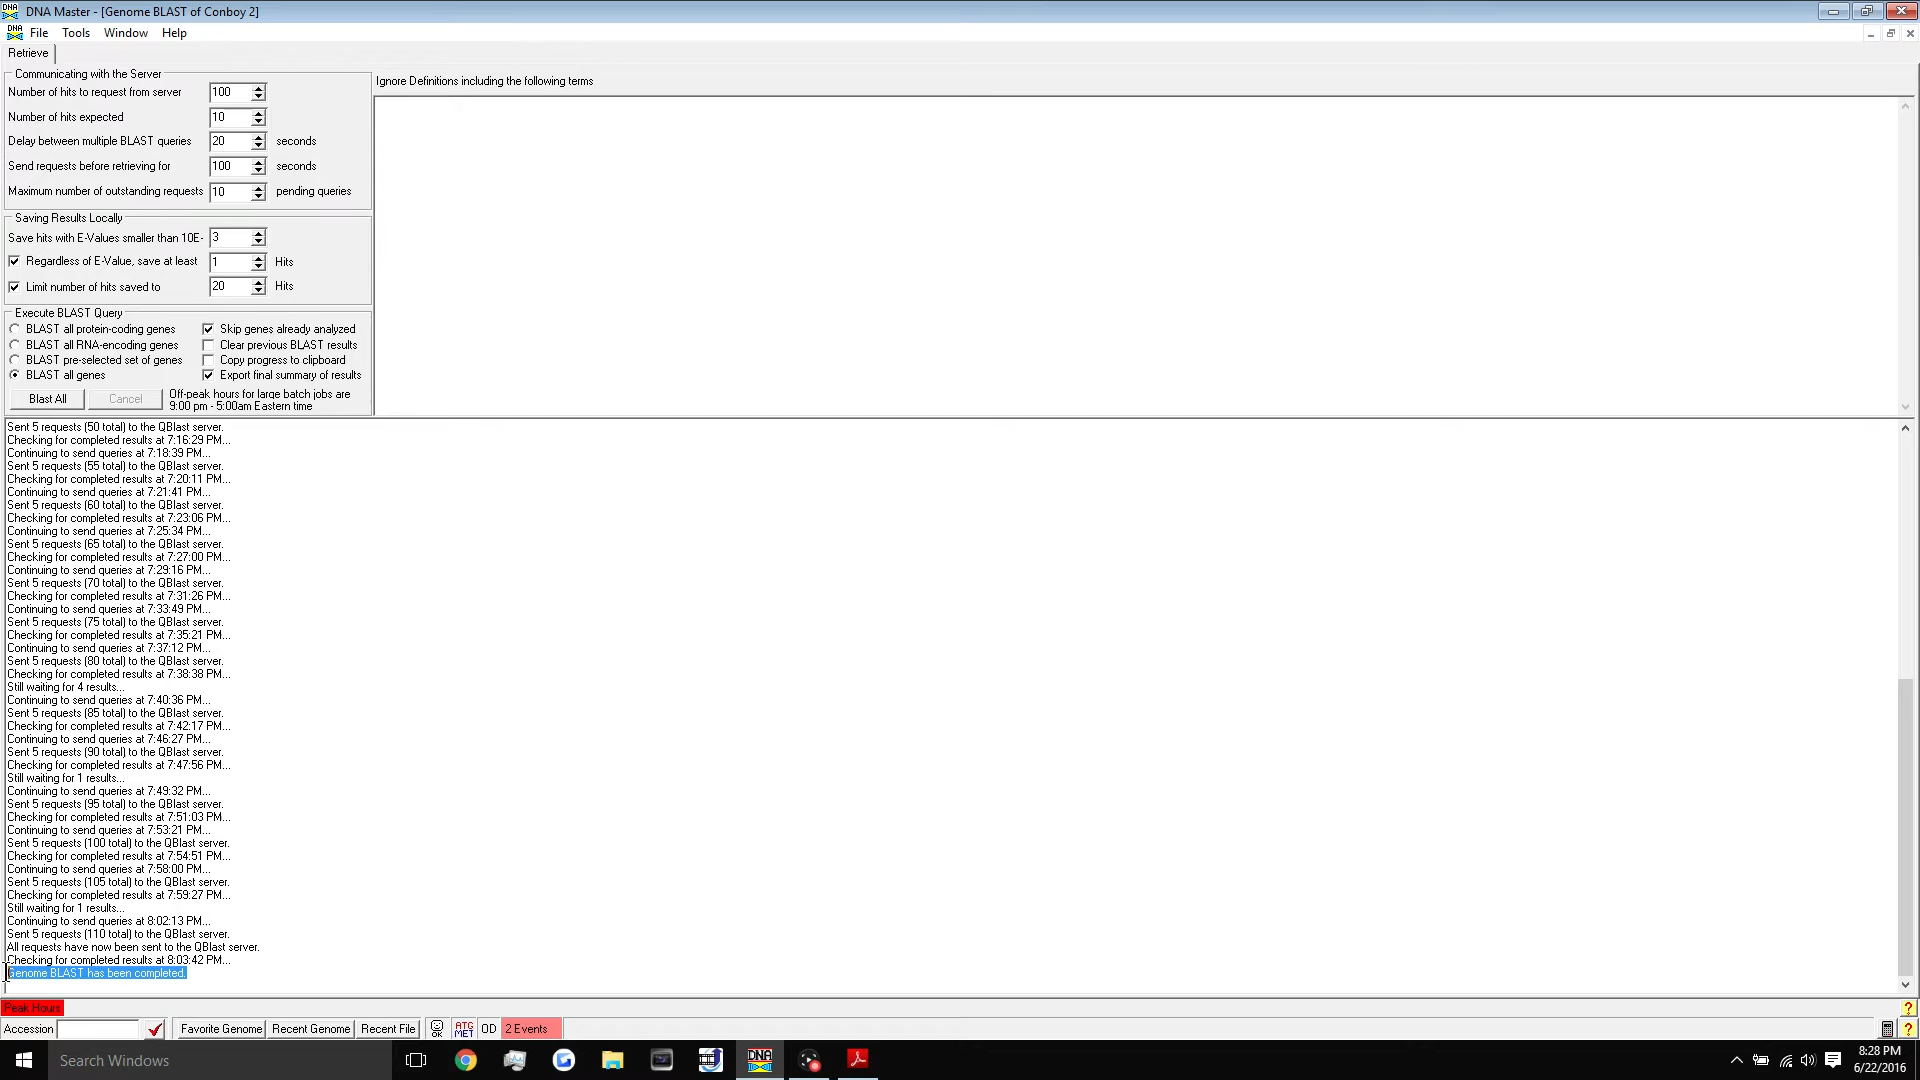 DNA Master - [Genome BLAST of Conboy 2]
File Tools Window Help
Retrieve
Communicating with the Server
Number of hits to request from server 100
Number of hits expected 10
Delay between multiple BLAST queries 20 seconds
Send requests before retrieving for 100 seconds
Maximum number of outstanding requests 10 pending queries
Saving Results Locally
Save hits with E-Values smaller than 10E- 3
Regardless of E-Value, save at least 1 Hits
Limit number of hits saved to 20 Hits
Execute BLAST Query
BLAST all protein-coding genes Skip genes already analyzed
BLAST all RNA-encoding genes Clear previous BLAST results
BLAST pre-selected set of genes Copy progress to clipboard
BLAST all genes Export final summary of results
Blast All Cancel Off-peak hours for large batch jobs are
9:00 pm - 5:00am Eastern time
Ignore Definitions including the following terms
Sent 5 requests (50 total) to the QBlast server.
Checking for completed results at 7:16:29 PM...
Continuing to send queries at 7:18:39 PM...
Sent 5 requests (55 total) to the QBlast server.
Checking for completed results at 7:20:11 PM...
Continuing to send queries at 7:21:41 PM...
Sent 5 requests (60 total) to the QBlast server.
Checking for completed results at 7:23:06 PM...
Continuing to send queries at 7:25:34 PM...
Sent 5 requests (65 total) to the QBlast server.
Checking for completed results at 7:27:00 PM...
Continuing to send queries at 7:29:16 PM...
Sent 5 requests (70 total) to the QBlast server.
Checking for completed results at 7:31:26 PM...
Continuing to send queries at 7:33:49 PM...
Sent 5 requests (75 total) to the QBlast server.
Checking for completed results at 7:35:21 PM...
Continuing to send queries at 7:37:12 PM...
Sent 5 requests (80 total) to the QBlast server.
Checking for completed results at 7:38:38 PM...
Still waiting for 4 results...
Continuing to send queries at 7:40:36 PM...
Sent 5 requests (85 total) to the QBlast server.
Checking for completed results at 7:42:17 PM...
Continuing to send queries at 7:46:27 PM...
Sent 5 requests (90 total) to the QBlast server.
Checking for completed results at 7:47:56 PM...
Still waiting for 1 results...
Continuing to send queries at 7:49:32 PM...
Sent 5 requests (95 total) to the QBlast server.
Checking for completed results at 7:51:03 PM...
Continuing to send queries at 7:53:21 PM...
Sent 5 requests (100 total) to the QBlast server.
Checking for completed results at 7:54:51 PM...
Continuing to send queries at 7:58:00 PM...
Sent 5 requests (105 total) to the QBlast server.
Checking for completed results at 7:59:27 PM...
Still waiting for 1 results...
Continuing to send queries at 8:02:13 PM...
Sent 5 requests (110 total) to the QBlast server.
All requests have now been sent to the QBlast server.
Checking for completed results at 8:03:42 PM...
Genome BLAST has been completed.
Peak Hours
Accession Favorite Genome Recent Genome Recent File OK ATG MET OD 2 Events
Search Windows
DNA
8:28 PM
6/22/2016